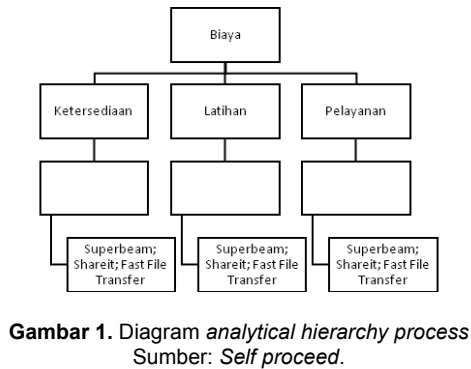 Biaya
Ketersediaan
Latihan
Pelayanan
Superbeam;
Shareit; Fast File
Transfer
Superbeam;
Shareit; Fast File
Transfer
Superbeam;
Shareit; Fast File
Transfer
Gambar 1. Diagram analytical hierarchy process
Sumber: Self proceed.